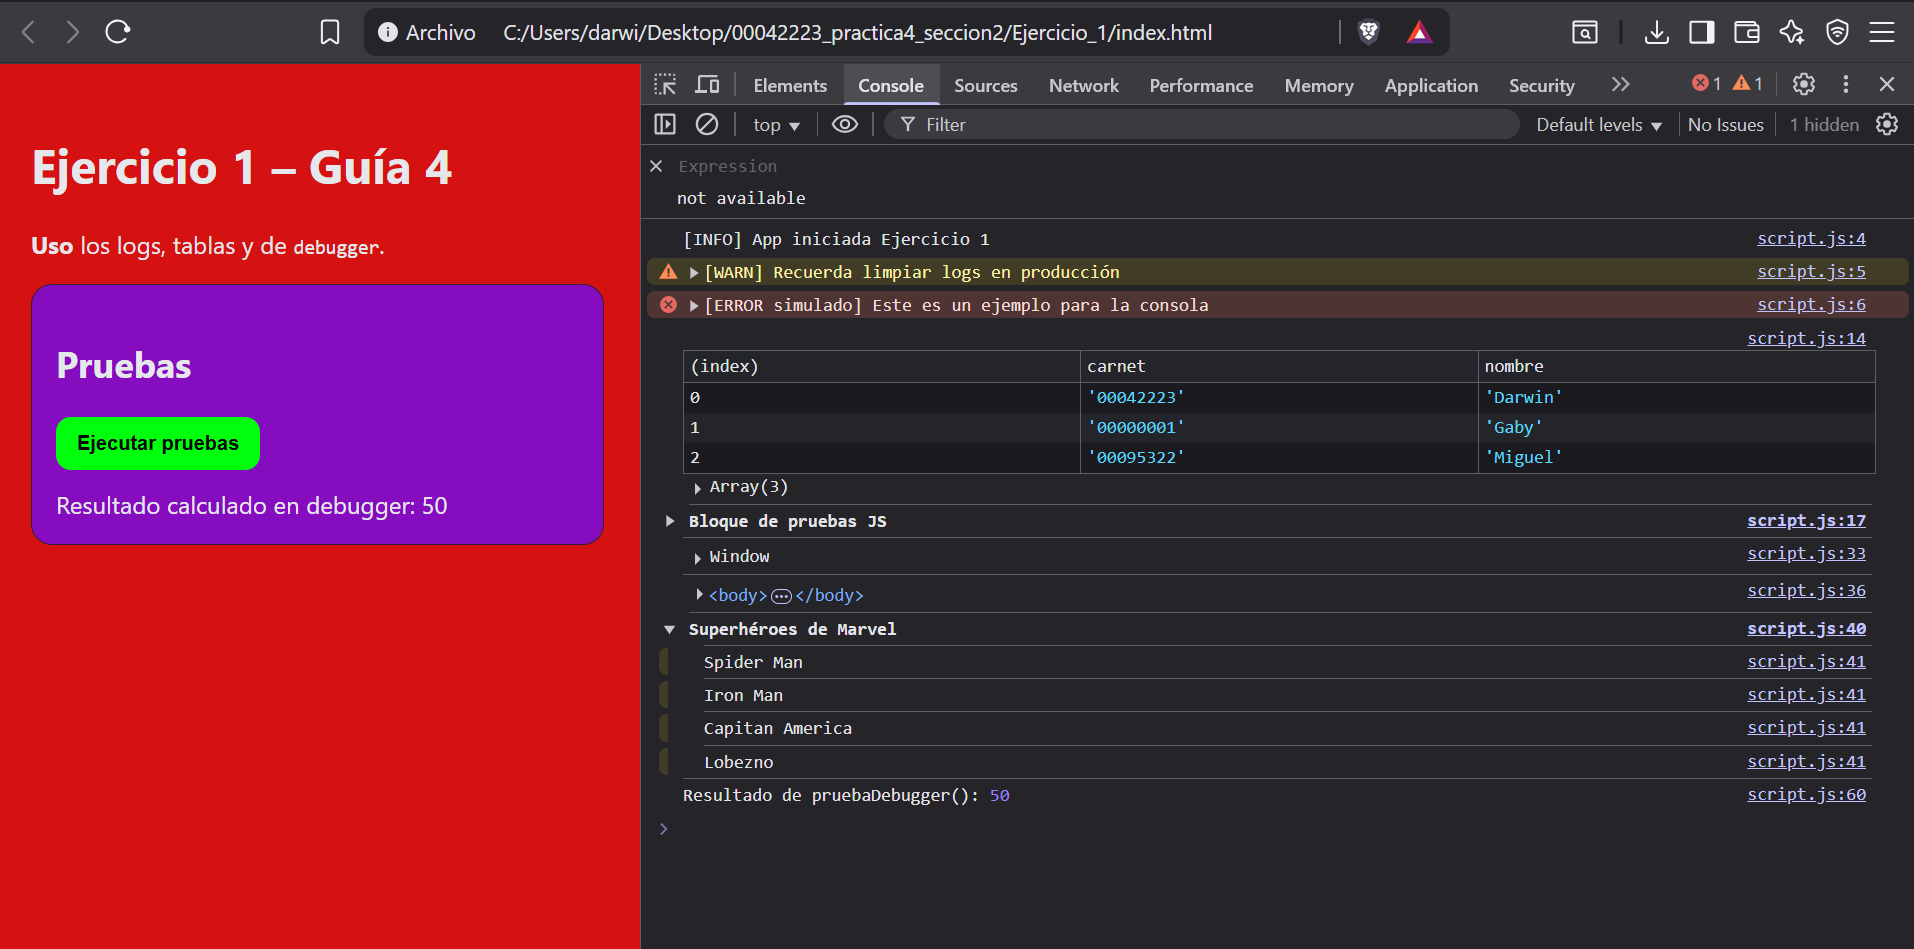 Archivo C:/Users/darwi/Desktop/00042223_practica4_seccion2/Ejercicio_1/index.html
Ejercicio 1 – Guía 4
Uso los logs, tablas y de debugger.
Pruebas
Ejecutar pruebas
Resultado calculado en debugger: 50
Elements Console Sources Network Performance Memory Application Security 1 1
top Filter Default levels No Issues 1 hidden
Expression
not available
[INFO] App iniciada Ejercicio 1 script.js:4
[WARN] Recuerda limpiar logs en producción script.js:5
[ERROR simulado] Este es un ejemplo para la consola script.js:6
script.js:14
(index) carnet nombre
0 '00042223' 'Darwin'
1 '00000001' 'Gaby'
2 '00095322' 'Miguel'
Array(3)
Bloque de pruebas JS script.js:17
Window script.js:33
<body>…</body> script.js:36
Superhéroes de Marvel script.js:40
Spider Man script.js:41
Iron Man script.js:41
Capitan America script.js:41
Lobezno script.js:41
Resultado de pruebaDebugger(): 50 script.js:60